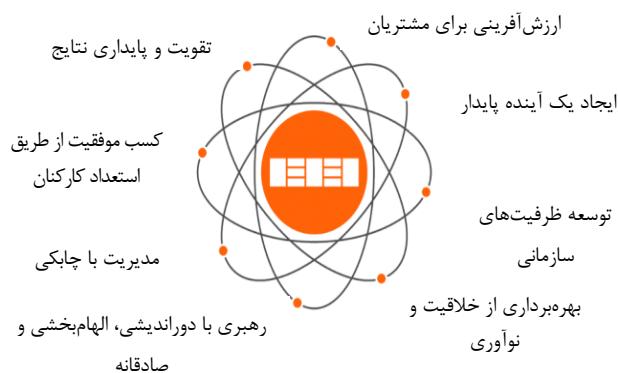 ارزش‌آفرینی برای مشتریان
ایجاد یک آینده پایدار
توسعه ظرفیت‌های
سازمانی
بهره‌برداری از خلاقیت و
نوآوری
رهبری با دوراندیشی، الهام‌بخشی و
صادقانه
مدیریت با چابکی
کسب موفقیت از طریق
استعداد کارکنان
تقویت و پایداری نتایج